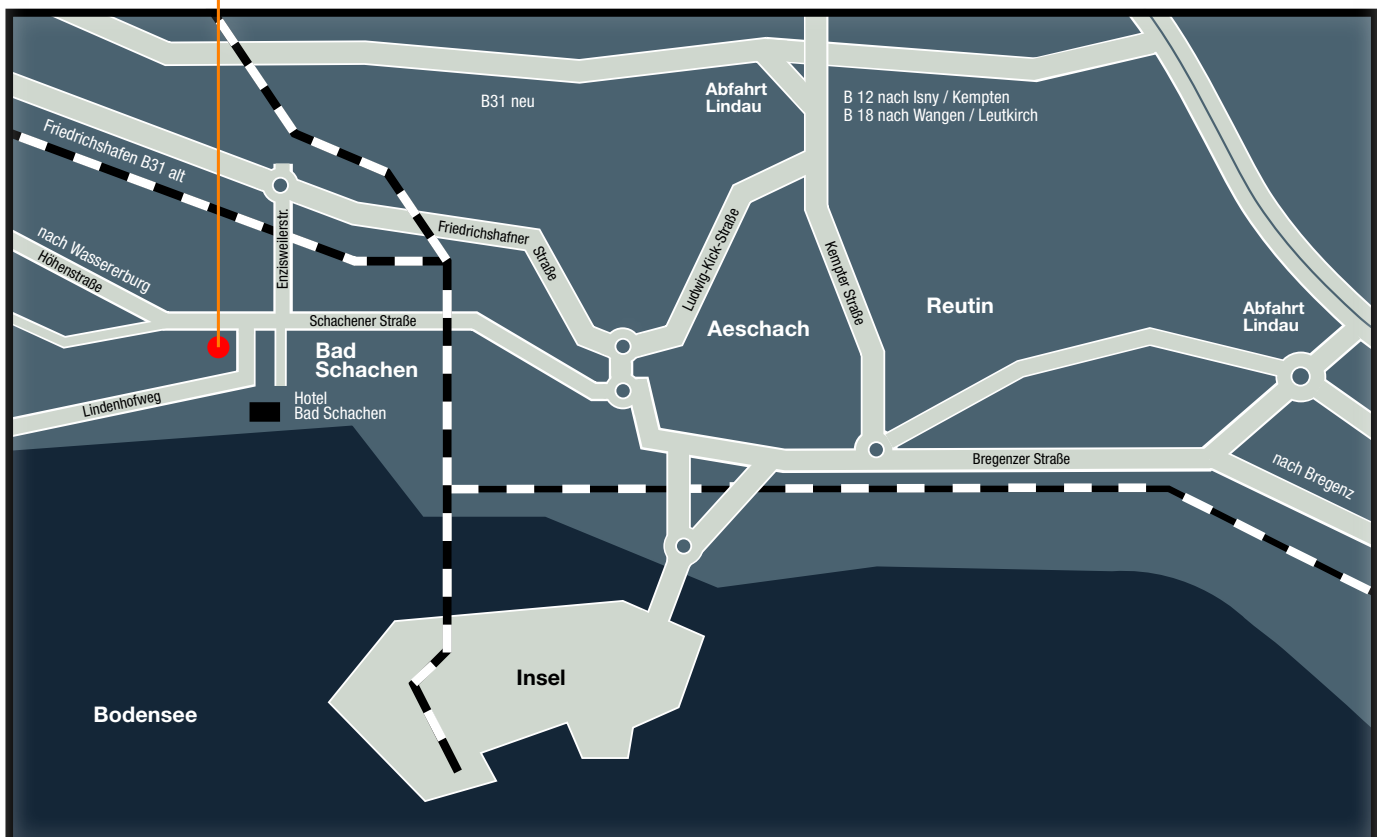 B31 neu
Abfahrt
Lindau
B 12 nach Isny / Kempten
B 18 nach Wangen / Leutkirch
Friedrichshafen B31 alt
Enzisweilerstr.
Friedrichshafner
Straße
Ludwig-Kick-Straße
Kempter Straße
nach Wassererburg
Höhenstraße
Schachener Straße
Aeschach
Reutin
Abfahrt
Lindau
Bad
Schachen
Lindenhofweg
Hotel
Bad Schachen
Bregenzer Straße
nach Bregenz
Insel
Bodensee